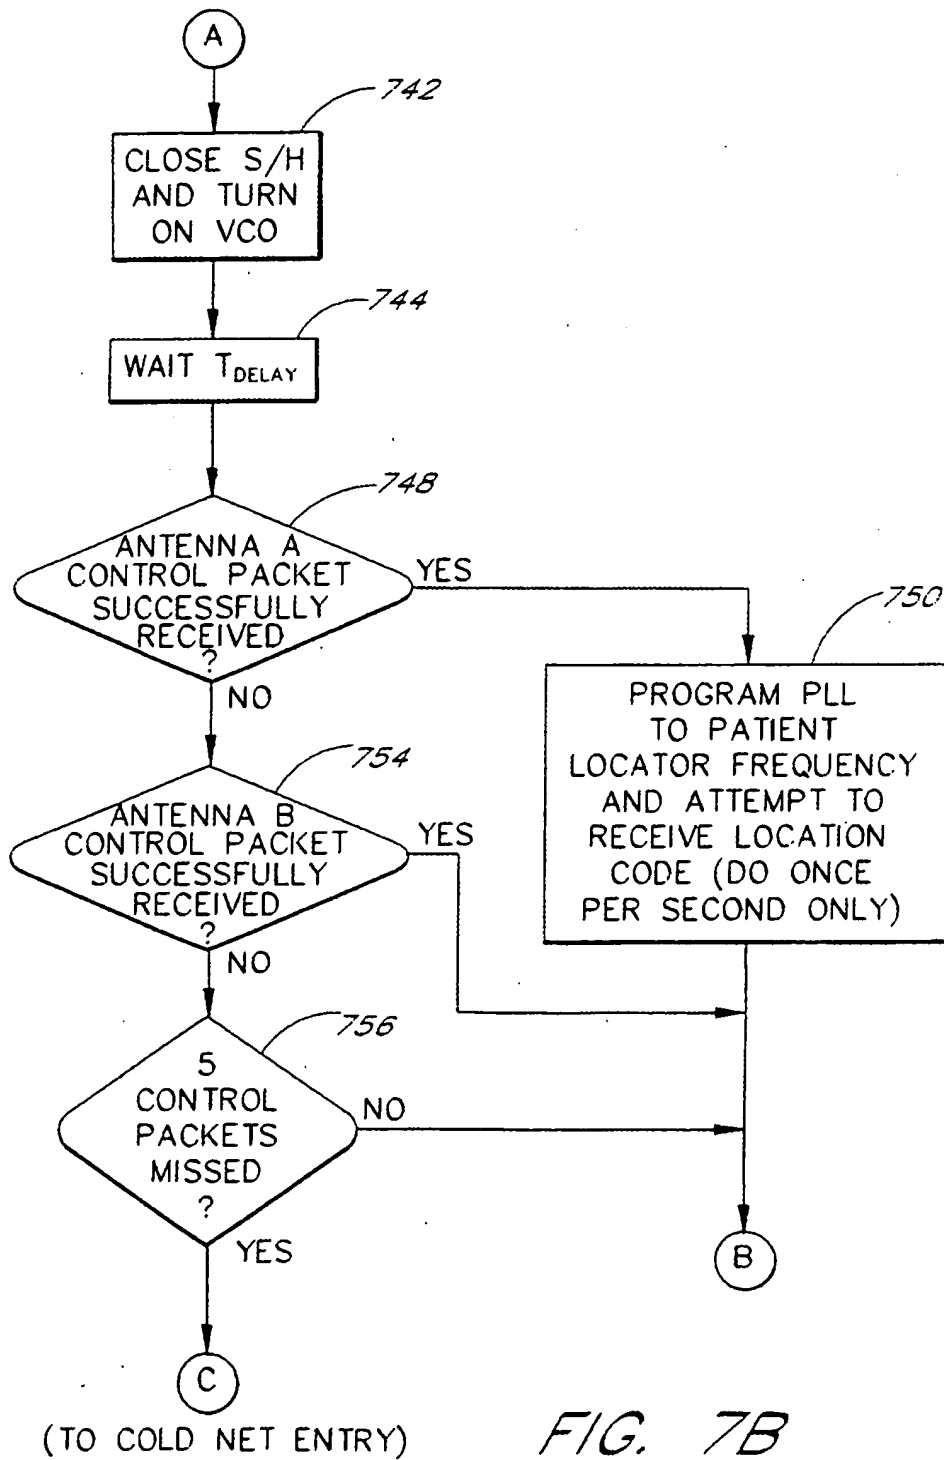 A
742
CLOSE S/H
AND TURN
ON VCO
744
WAIT TDELAY
748
ANTENNA A
CONTROL PACKET
SUCCESSFULLY
RECEIVED
?
YES
NO
750
PROGRAM PLL
TO PATIENT
LOCATOR FREQUENCY
AND ATTEMPT TO
RECEIVE LOCATION
CODE (DO ONCE
PER SECOND ONLY)
754
ANTENNA B
CONTROL PACKET
SUCCESSFULLY
RECEIVED
?
YES
NO
756
5
CONTROL
PACKETS
MISSED
?
NO
YES
B
C
(TO COLD NET ENTRY)
FIG. 7B